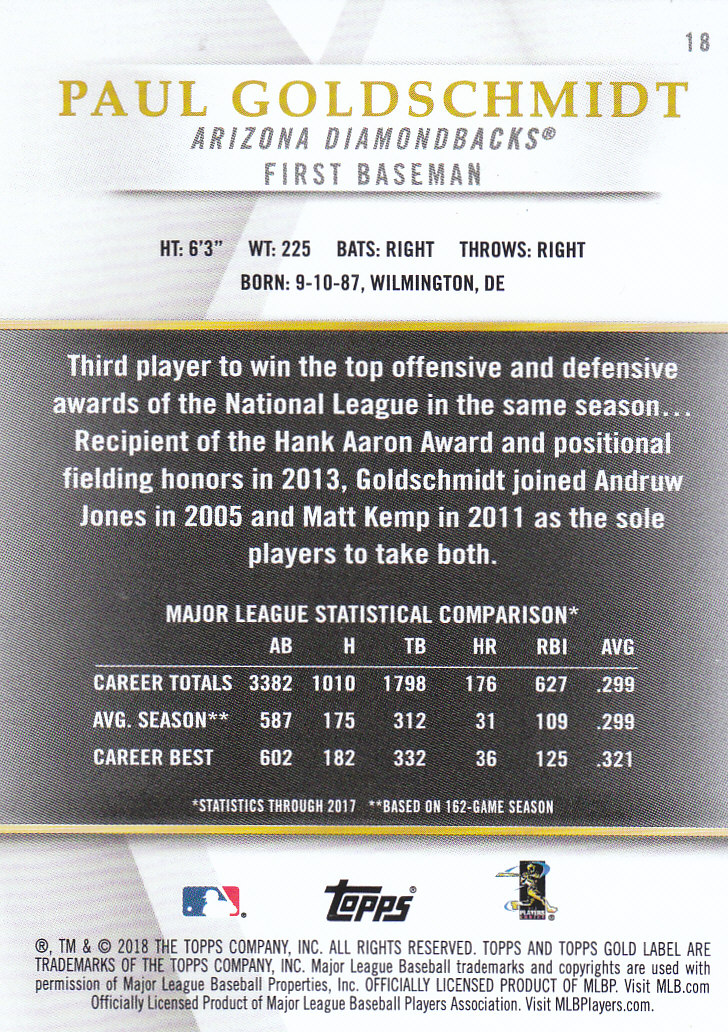 18
PAUL GOLDSCHMIDT
ARIZONA DIAMONDBACKS®
FIRST BASEMAN
HT: 6'3" WT: 225 BATS: RIGHT THROWS: RIGHT
BORN: 9-10-87, WILMINGTON, DE
Third player to win the top offensive and defensive
awards of the National League in the same season...
Recipient of the Hank Aaron Award and positional
fielding honors in 2013, Goldschmidt joined Andruw
Jones in 2005 and Matt Kemp in 2011 as the sole
players to take both.
MAJOR LEAGUE STATISTICAL COMPARISON*
AB H TB HR RBI AVG
CAREER TOTALS 3382 1010 1798 176 627 .299
AVG. SEASON** 587 175 312 31 109 .299
CAREER BEST 602 182 332 36 125 .321
*STATISTICS THROUGH 2017 **BASED ON 162-GAME SEASON
Topps®
PLAYERS
CHOICE
®, TM & © 2018 THE TOPPS COMPANY, INC. ALL RIGHTS RESERVED. TOPPS AND TOPPS GOLD LABEL ARE
TRADEMARKS OF THE TOPPS COMPANY, INC. Major League Baseball trademarks and copyrights are used with
permission of Major League Baseball Properties, Inc. OFFICIALLY LICENSED PRODUCT OF MLBP. Visit MLB.com
Officially Licensed Product of Major League Baseball Players Association. Visit MLBPlayers.com.